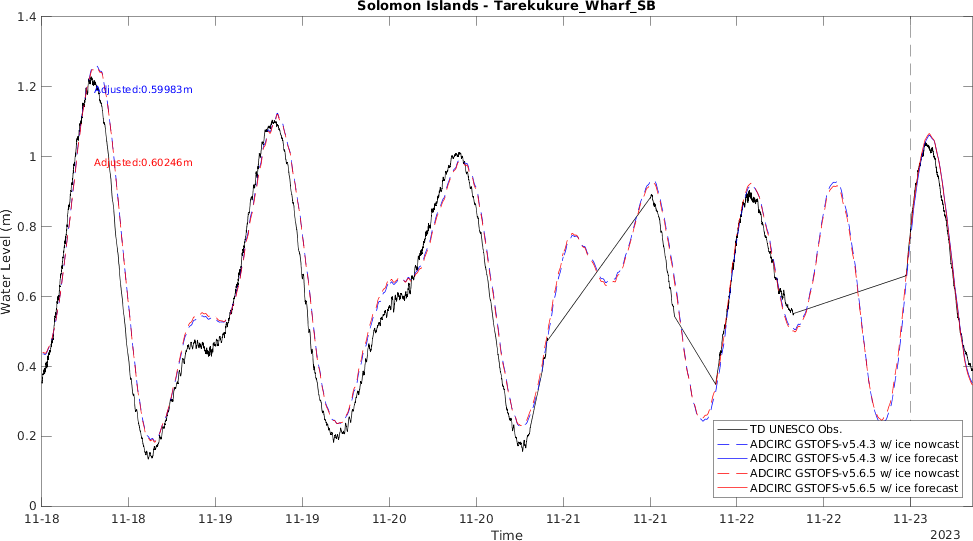 Solomon Islands - Tarekukure_Wharf_SB
1.4
1.2
1
0.8
0.6
0.4
0.2
0
Water Level (m)
Adjusted:0.59983m
Adjusted:0.60246m
TD UNESCO Obs.
ADCIRC GSTOFS-v5.4.3 w/ ice nowcast
ADCIRC GSTOFS-v5.4.3 w/ ice forecast
ADCIRC GSTOFS-v5.6.5 w/ ice nowcast
ADCIRC GSTOFS-v5.6.5 w/ ice forecast
11-18 11-18 11-19 11-19 11-20 11-20 11-21 11-21 11-22 11-22 11-23
Time
2023